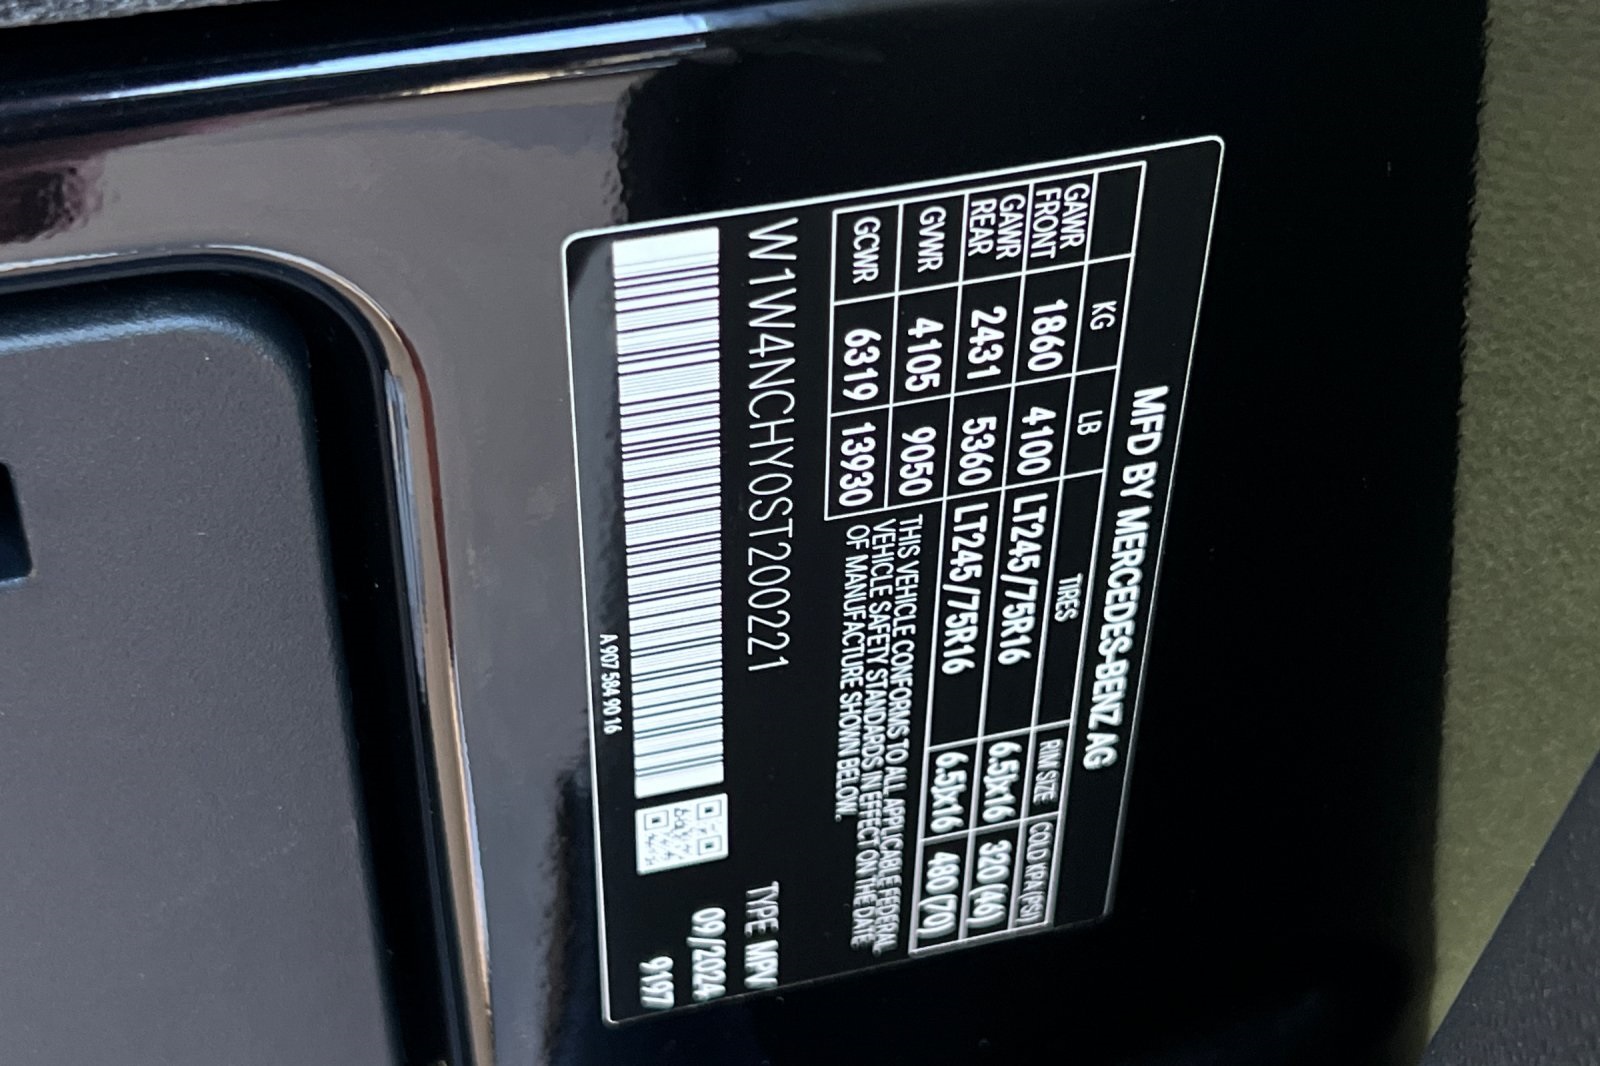 MFD BY MERCEDES-BENZ AG
KG LB TIRES RIM SIZE COLD KPA (PSI)
GAWR FRONT 1860 4100 LT245/75R16 6.5Jx16 320 (46)
GAWR REAR 2431 5360 LT245/75R16 6.5Jx16 480 (70)
GVWR 4105 9050
GCWR 6319 13930
THIS VEHICLE CONFORMS TO ALL APPLICABLE FEDERAL
VEHICLE SAFETY STANDARDS IN EFFECT ON THE DATE
OF MANUFACTURE SHOWN BELOW.
W1W4NCHY0ST200221 TYPE MPV
09/2024
9197
A 907 584 90 16